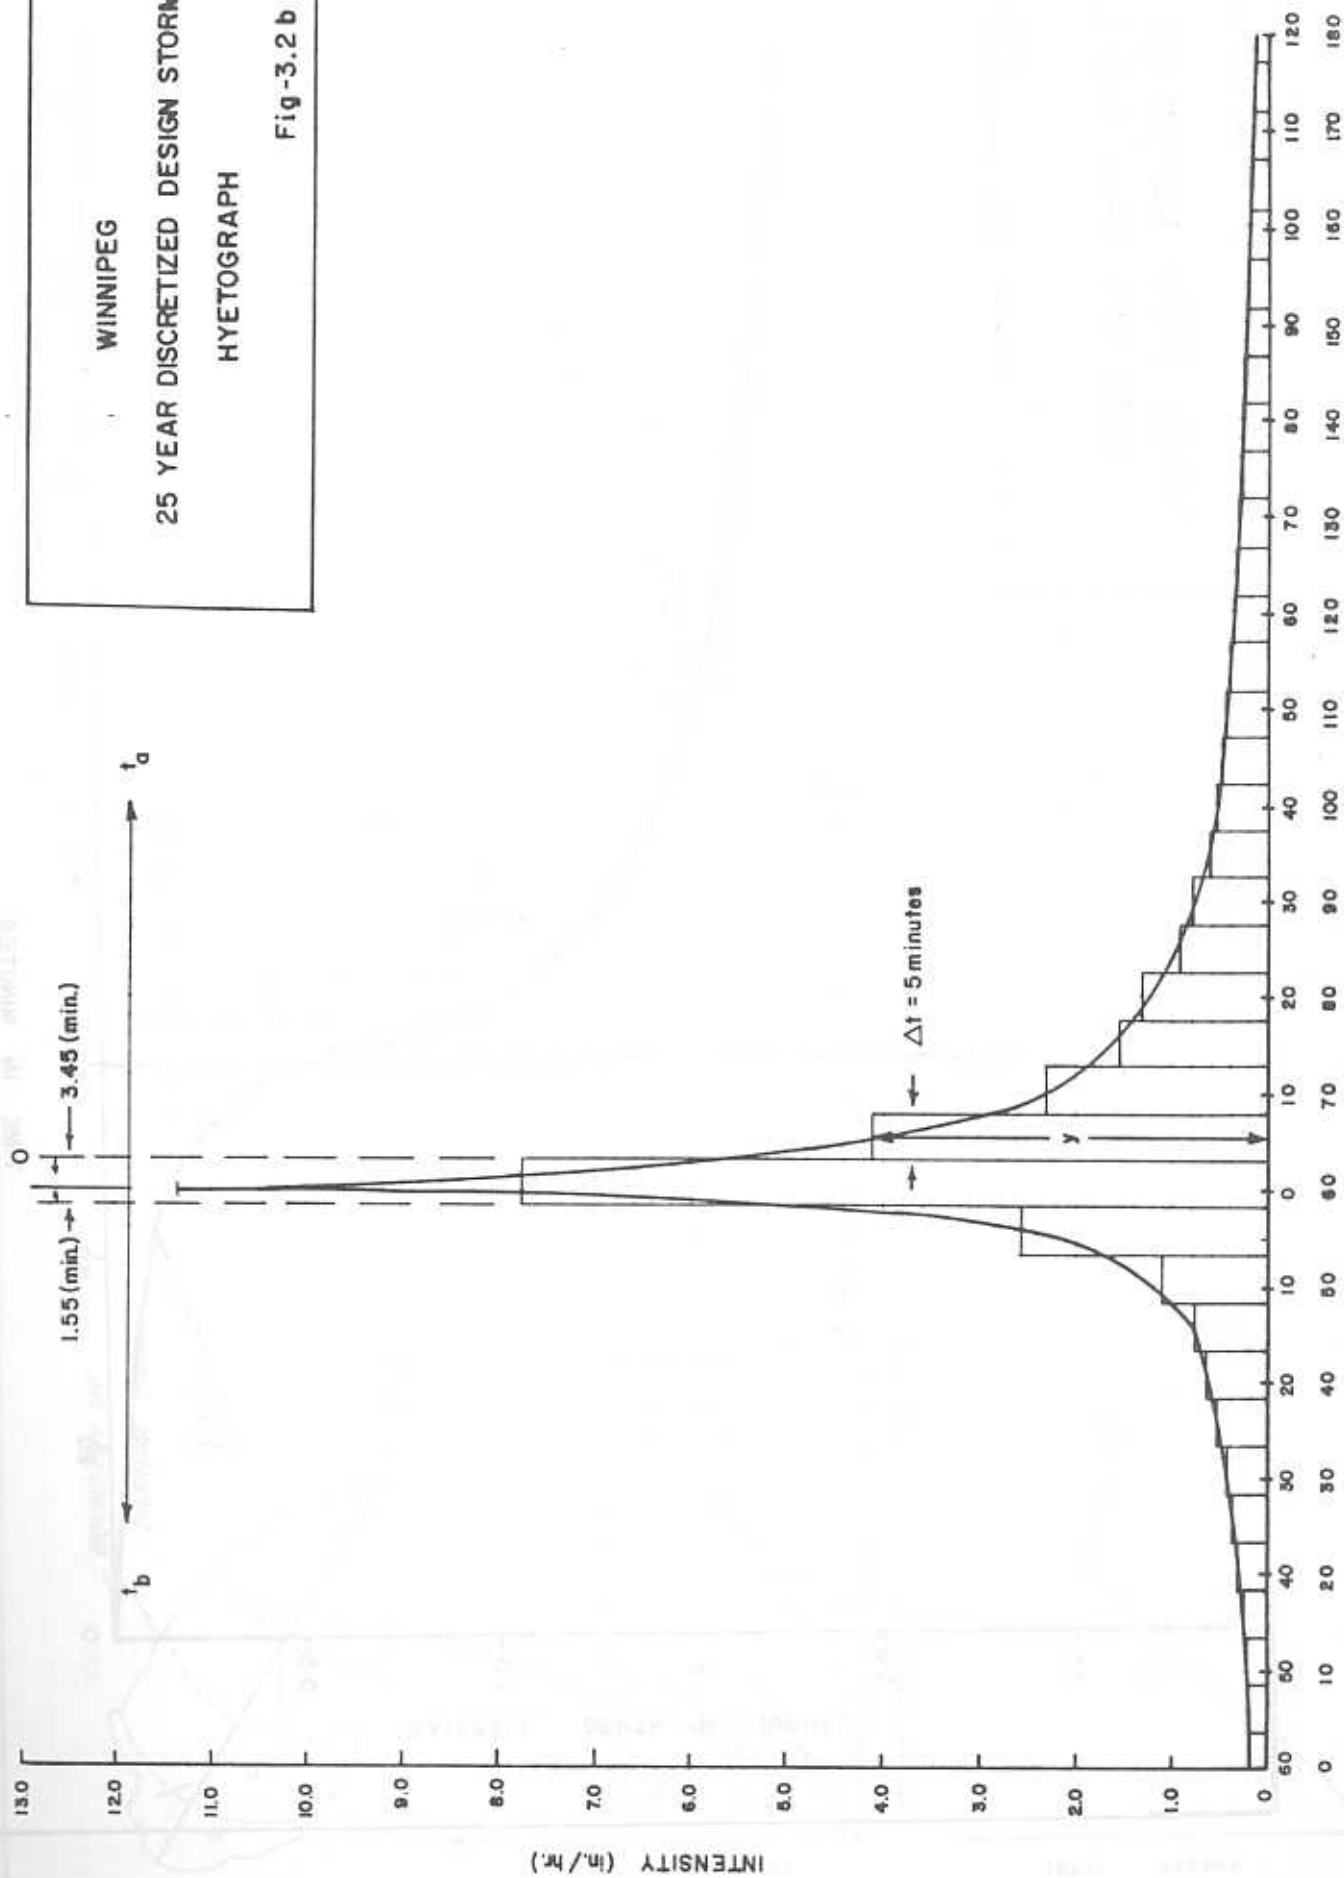 WINNIPEG
25 YEAR DISCRETIZED DESIGN STORM
HYETOGRAPH
Fig-3.2 b
O
1.55 (min.)
3.45 (min.)
t_b
t_a
Δt = 5 minutes
y
INTENSITY (in./hr.)
13.0
12.0
11.0
10.0
9.0
8.0
7.0
6.0
5.0
4.0
3.0
2.0
1.0
0
60 50 40 30 20 10 0 10 20 30 40 50 60 70 80 90 100 110 120
0 10 20 30 40 50 60 70 80 90 100 110 120 130 140 150 160 170 180